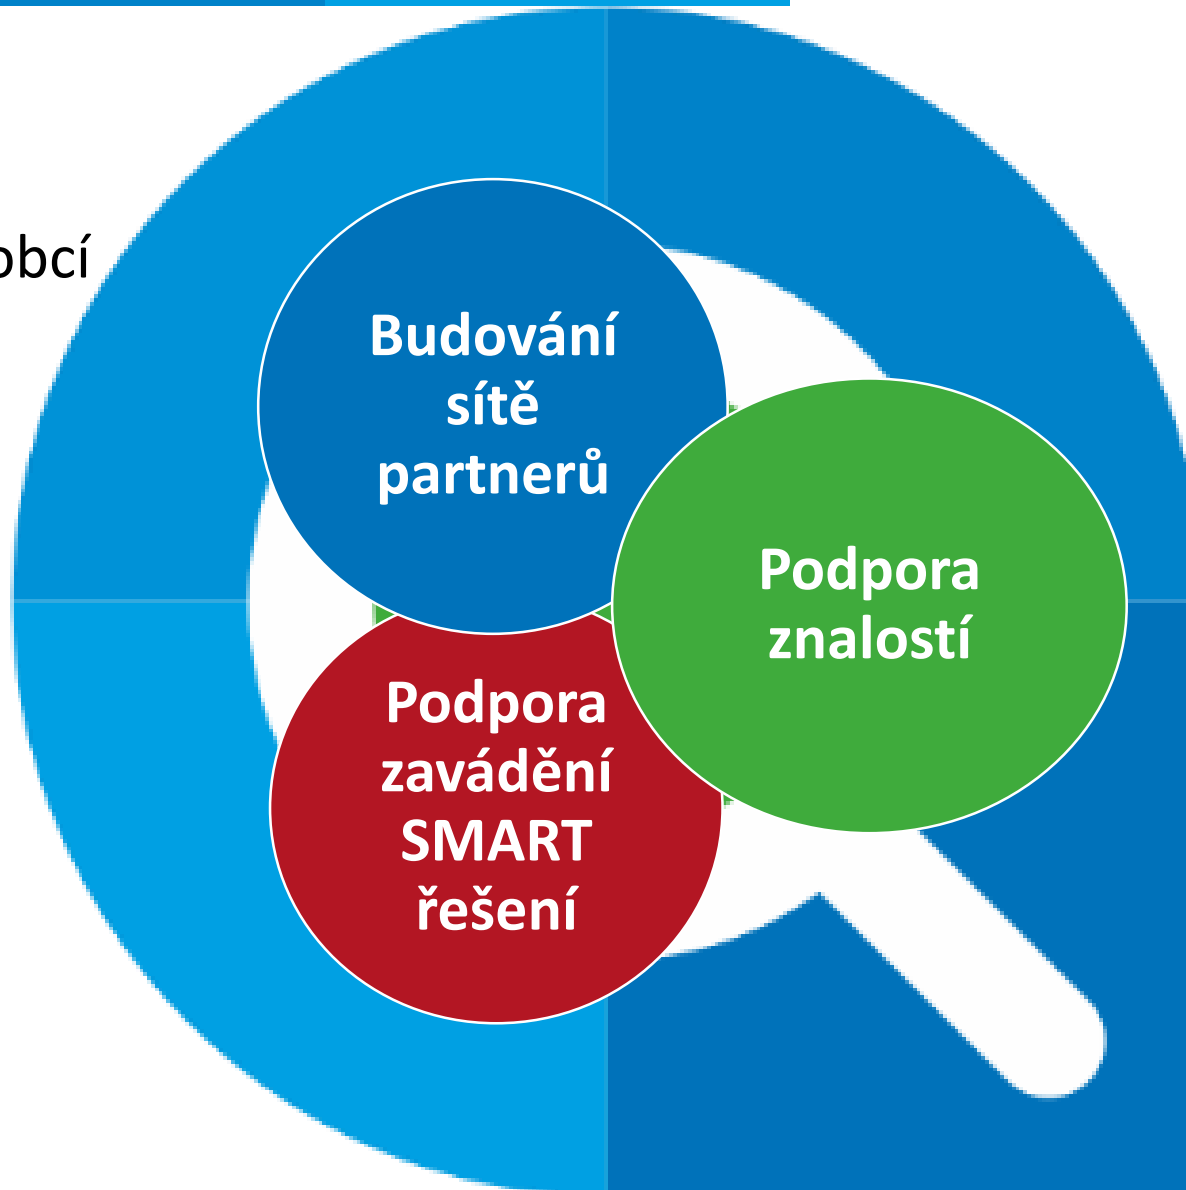 obcí
Budování
sítě
partnerů
Podpora
znalostí
Podpora
zavádění
SMART
řešení